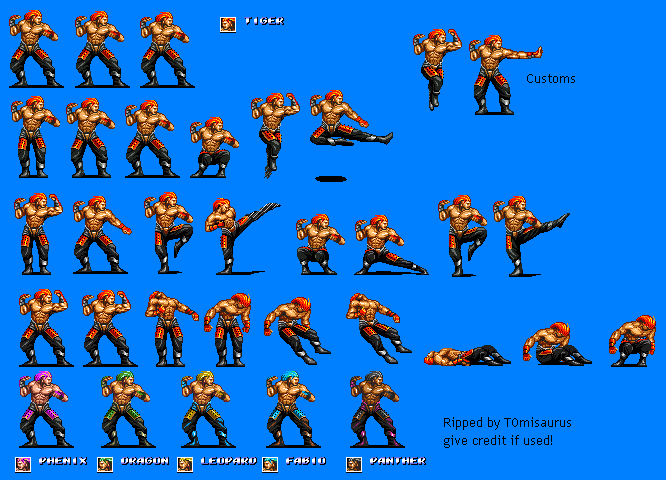 TIGER
Customs
Ripped by T0misaurus
give credit if used!
PHENIX DRAGON LEOPARD FABIO PANTHER